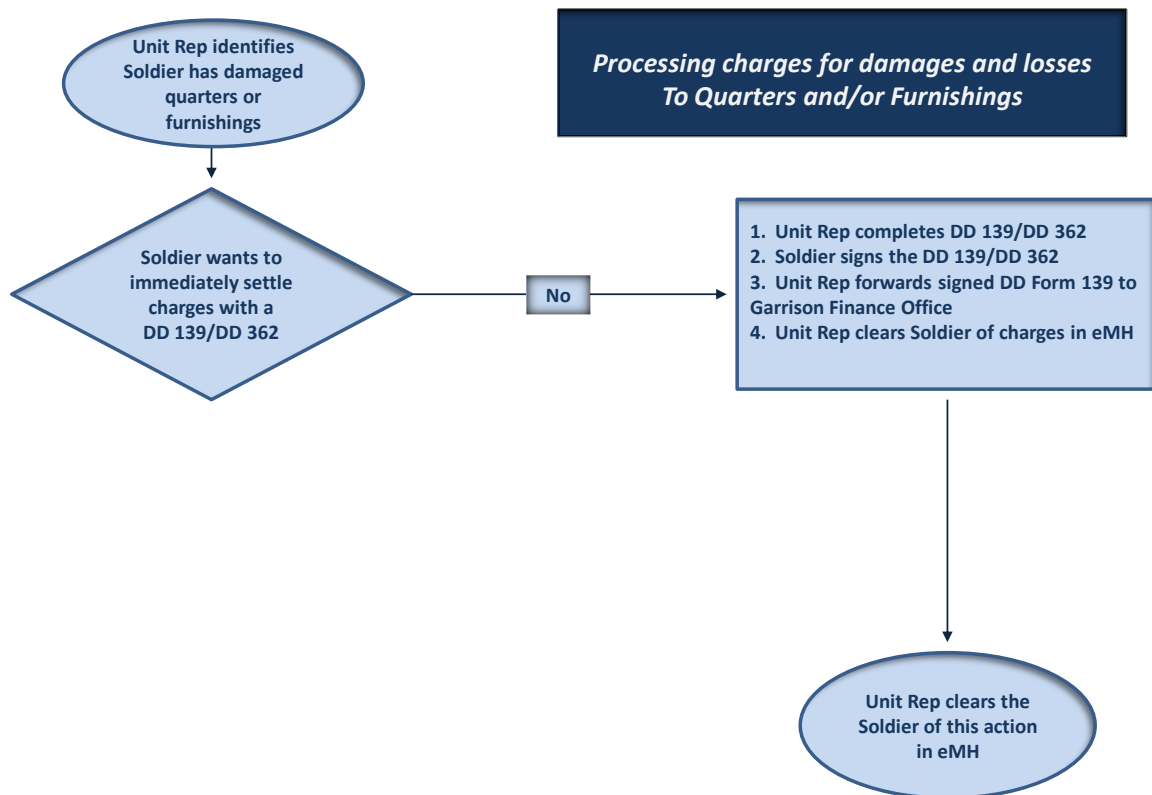 Unit Rep identifies
Soldier has damaged
quarters or
furnishings
Processing charges for damages and losses
To Quarters and/or Furnishings
Soldier wants to
immediately settle
charges with a
DD 139/DD 362
No
1. Unit Rep completes DD 139/DD 362
2. Soldier signs the DD 139/DD 362
3. Unit Rep forwards signed DD Form 139 to
Garrison Finance Office
4. Unit Rep clears Soldier of charges in eMH
Unit Rep clears the
Soldier of this action
in eMH